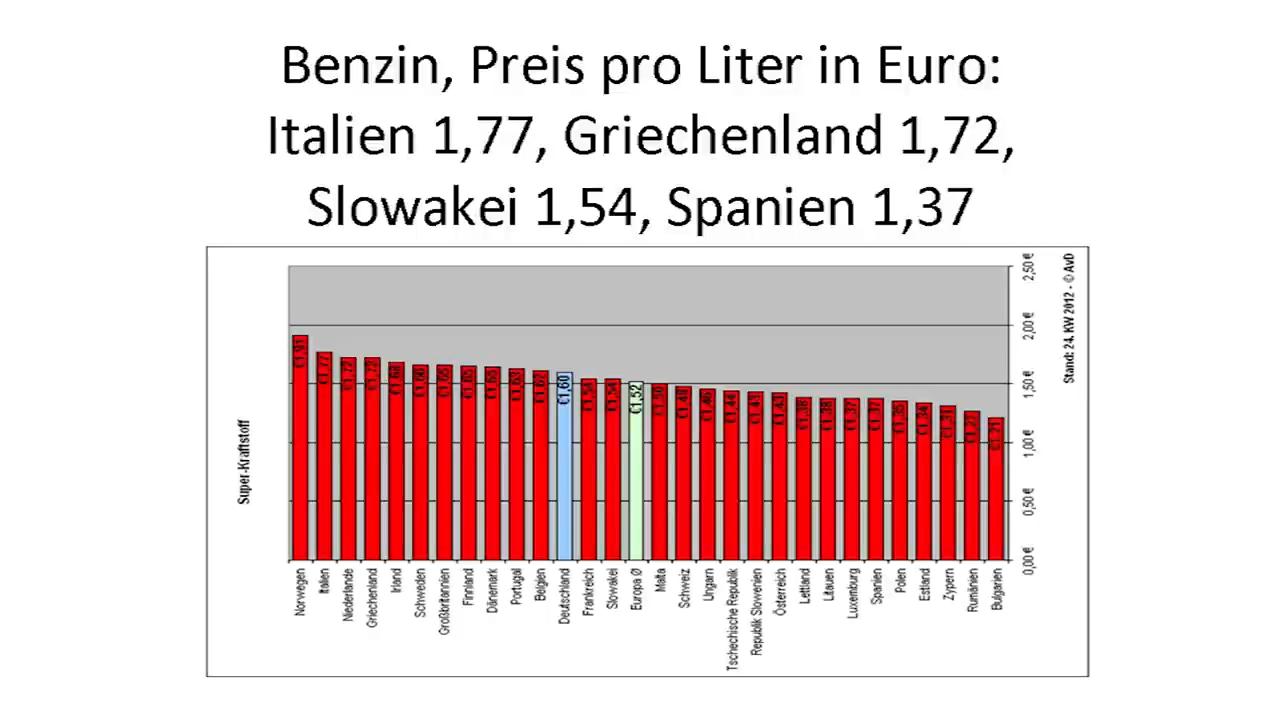 Benzin, Preis pro Liter in Euro:
Italien 1,77, Griechenland 1,72,
Slowakei 1,54, Spanien 1,37
Super-Kraftstoff
€1,91
€1,77
€1,72
€1,72
€1,68
€1,66
€1,65
€1,65
€1,65
€1,63
€1,62
€1,60
€1,54
€1,54
€1,52
€1,50
€1,48
€1,46
€1,44
€1,43
€1,43
€1,38
€1,38
€1,37
€1,37
€1,35
€1,34
€1,31
€1,27
€1,21
Norwegen
Italien
Niederlande
Griechenland
Irland
Schweden
Großbritannien
Finnland
Dänemark
Portugal
Belgien
Deutschland
Frankreich
Slowakei
Europa Ø
Malta
Schweiz
Ungarn
Tschechische Republik
Republik Slowenien
Österreich
Lettland
Litauen
Luxemburg
Spanien
Polen
Estland
Zypern
Rumänien
Bulgarien
2,50 €
2,00 €
1,50 €
1,00 €
0,50 €
0,00 €
Stand: 24. KW 2012 - © AvD